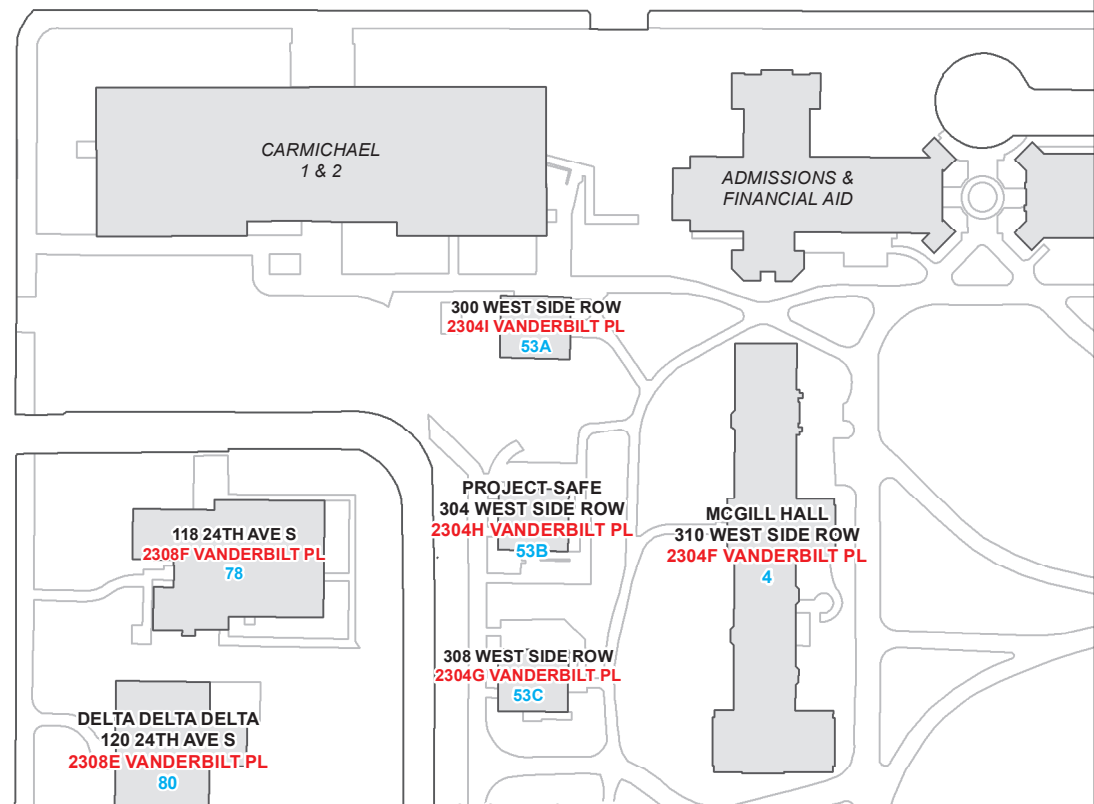 CARMICHAEL
1 & 2
ADMISSIONS &
FINANCIAL AID
300 WEST SIDE ROW
2304I VANDERBILT PL
53A
PROJECT SAFE
304 WEST SIDE ROW
2304H VANDERBILT PL
53B
MCGILL HALL
310 WEST SIDE ROW
2304F VANDERBILT PL
4
118 24TH AVE S
2308F VANDERBILT PL
78
308 WEST SIDE ROW
2304G VANDERBILT PL
53C
DELTA DELTA DELTA
120 24TH AVE S
2308E VANDERBILT PL
80